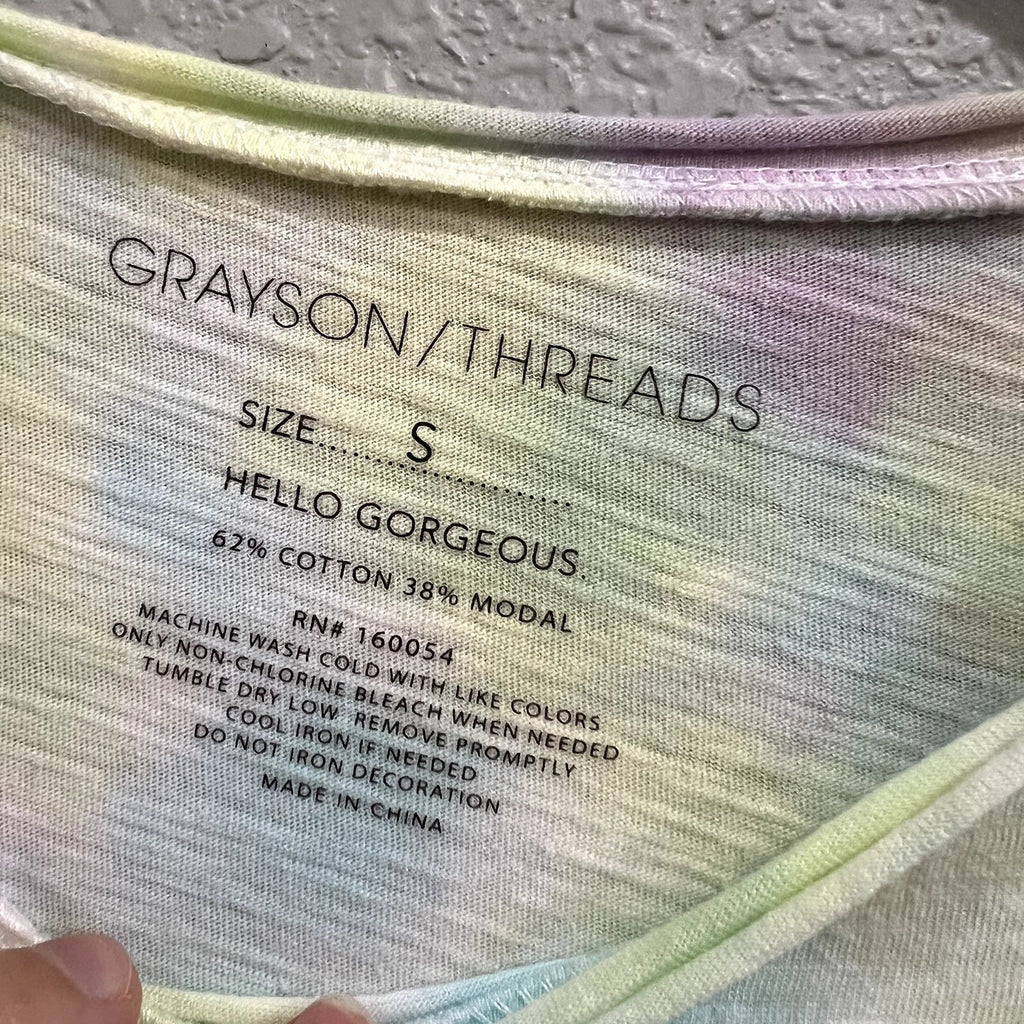 GRAYSON/THREADS
SIZE......S..............
HELLO GORGEOUS.
62% COTTON 38% MODAL
RN# 160054
MACHINE WASH COLD WITH LIKE COLORS
ONLY NON-CHLORINE BLEACH WHEN NEEDED
TUMBLE DRY LOW REMOVE PROMPTLY
COOL IRON IF NEEDED
DO NOT IRON DECORATION
MADE IN CHINA